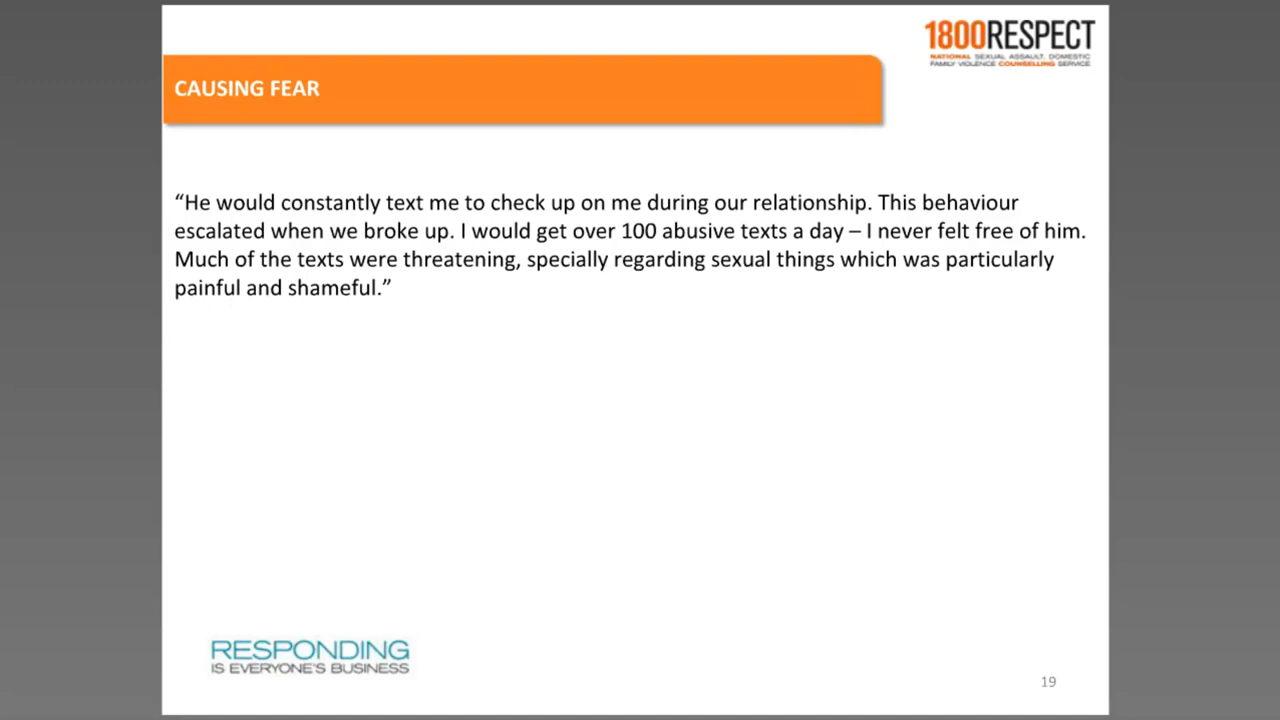 1800RESPECT
NATIONAL SEXUAL ASSAULT, DOMESTIC
FAMILY VIOLENCE COUNSELLING SERVICE
CAUSING FEAR
“He would constantly text me to check up on me during our relationship. This behaviour
escalated when we broke up. I would get over 100 abusive texts a day – I never felt free of him.
Much of the texts were threatening, specially regarding sexual things which was particularly
painful and shameful.”
RESPONDING
IS EVERYONE'S BUSINESS
19